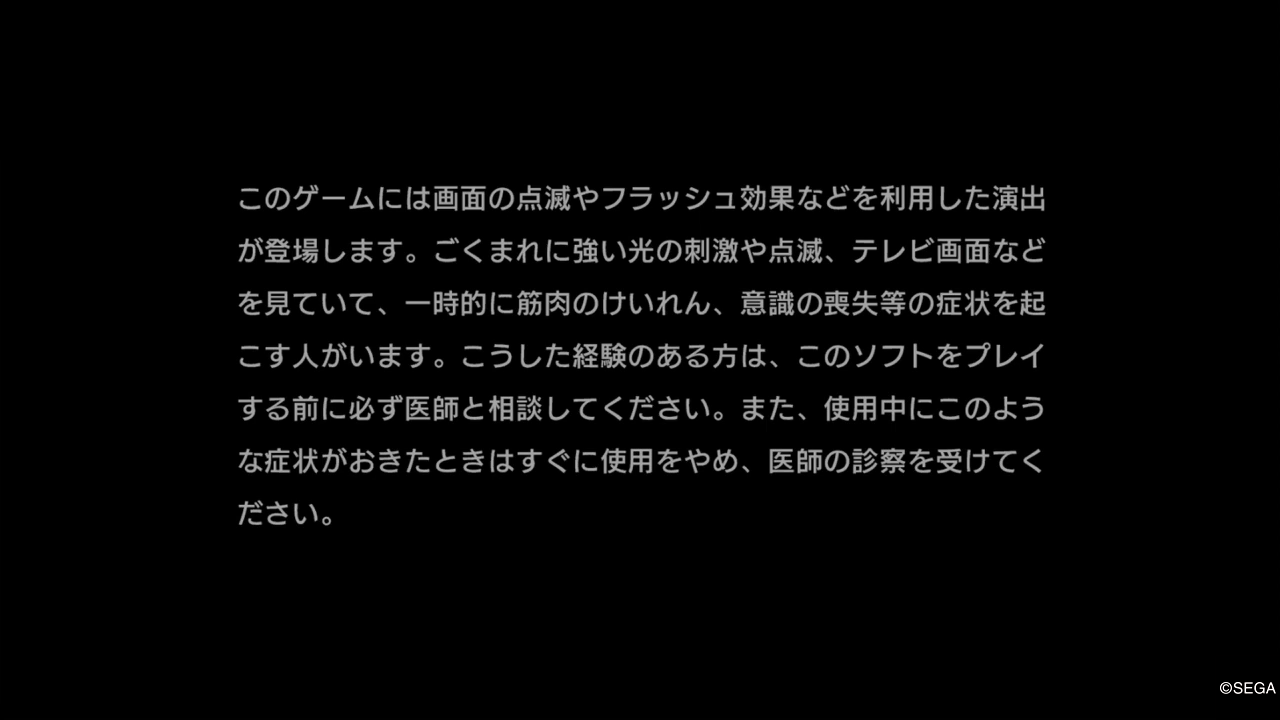 このゲームには画面の点滅やフラッシュ効果などを利用した演出
が登場します。ごくまれに強い光の刺激や点滅、テレビ画面など
を見ていて、一時的に筋肉のけいれん、意識の喪失等の症状を起
こす人がいます。こうした経験のある方は、このソフトをプレイ
する前に必ず医師と相談してください。また、使用中にこのよう
な症状がおきたときはすぐに使用をやめ、医師の診察を受けてく
ださい。
©SEGA